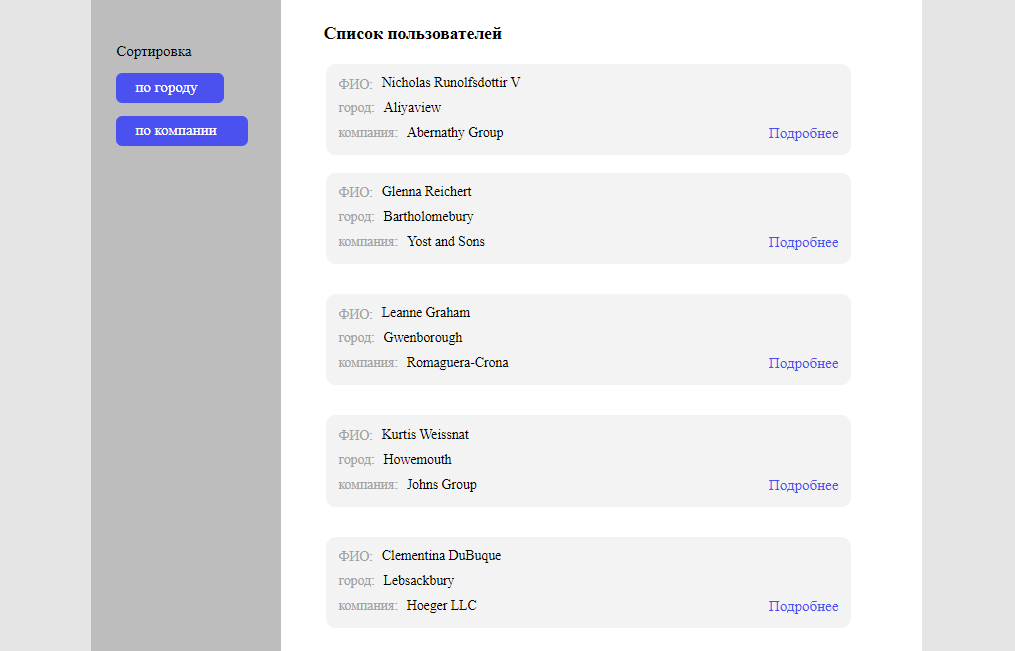 Сортировка
по городу
по компании
Список пользователей
ФИО: Nicholas Runolfsdottir V
город: Aliyaview
компания: Abernathy Group
Подробнее
ФИО: Glenna Reichert
город: Bartholomebury
компания: Yost and Sons
Подробнее
ФИО: Leanne Graham
город: Gwenborough
компания: Romaguera-Crona
Подробнее
ФИО: Kurtis Weissnat
город: Howemouth
компания: Johns Group
Подробнее
ФИО: Clementina DuBuque
город: Lebsackbury
компания: Hoeger LLC
Подробнее